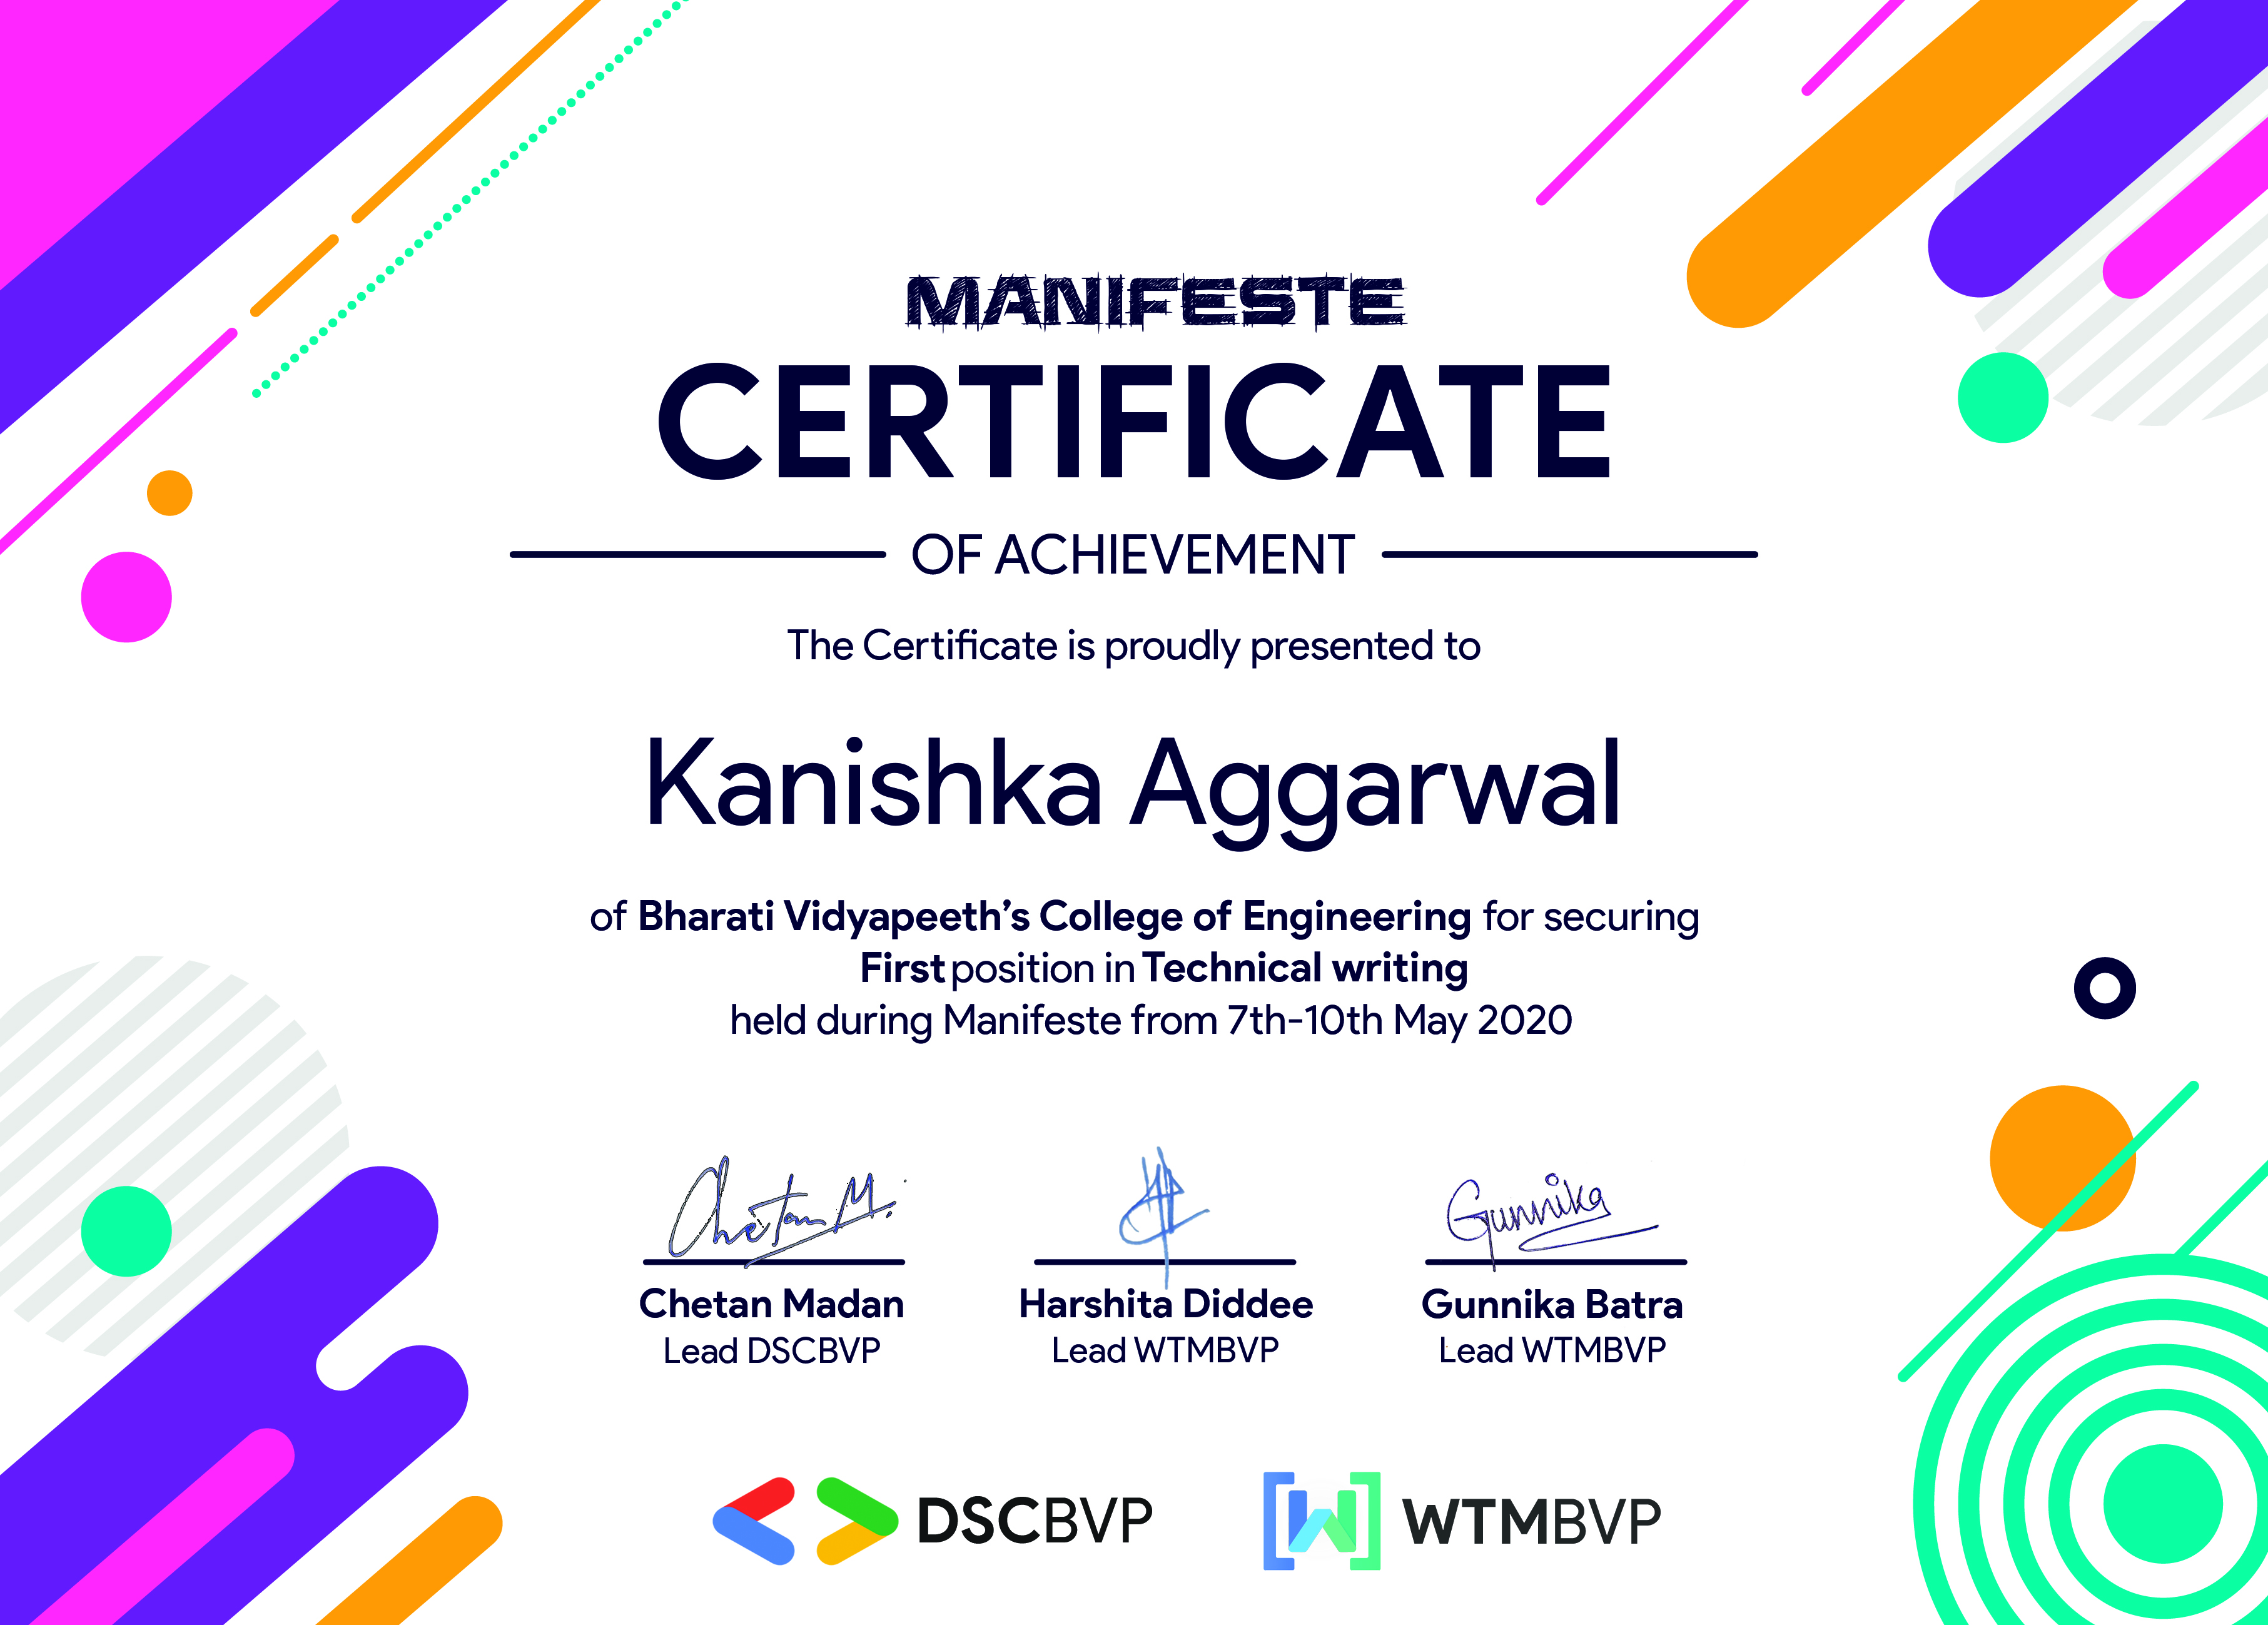 MANIFESTE
CERTIFICATE
OF ACHIEVEMENT
The Certificate is proudly presented to
Kanishka Aggarwal
of Bharati Vidyapeeth’s College of Engineering for securing
First position in Technical writing
held during Manifeste from 7th-10th May 2020
Chetan M. Gunnika
Chetan Madan Harshita Diddee Gunnika Batra
Lead DSCBVP Lead WTMBVP Lead WTMBVP
DSCBVP WTMBVP